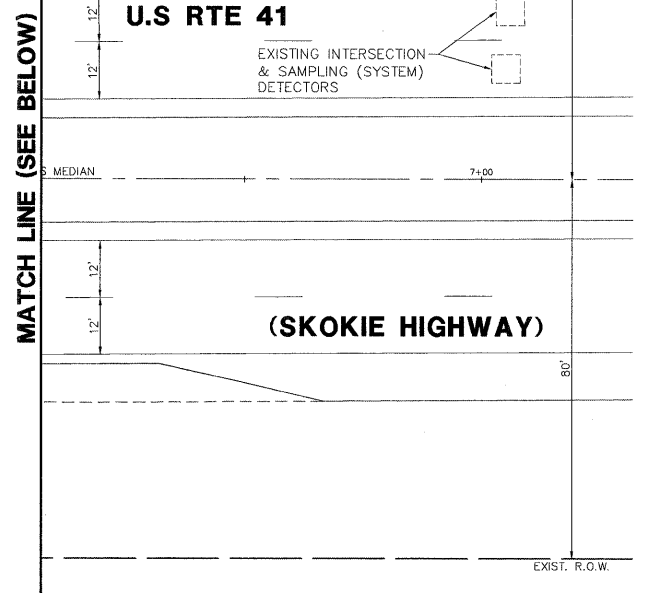 12'
U.S RTE 41
12'
EXISTING INTERSECTION
& SAMPLING (SYSTEM)
DETECTORS
MATCH LINE (SEE BELOW)
S MEDIAN
7+00
12'
12'
(SKOKIE HIGHWAY)
80'
EXIST. R.O.W.